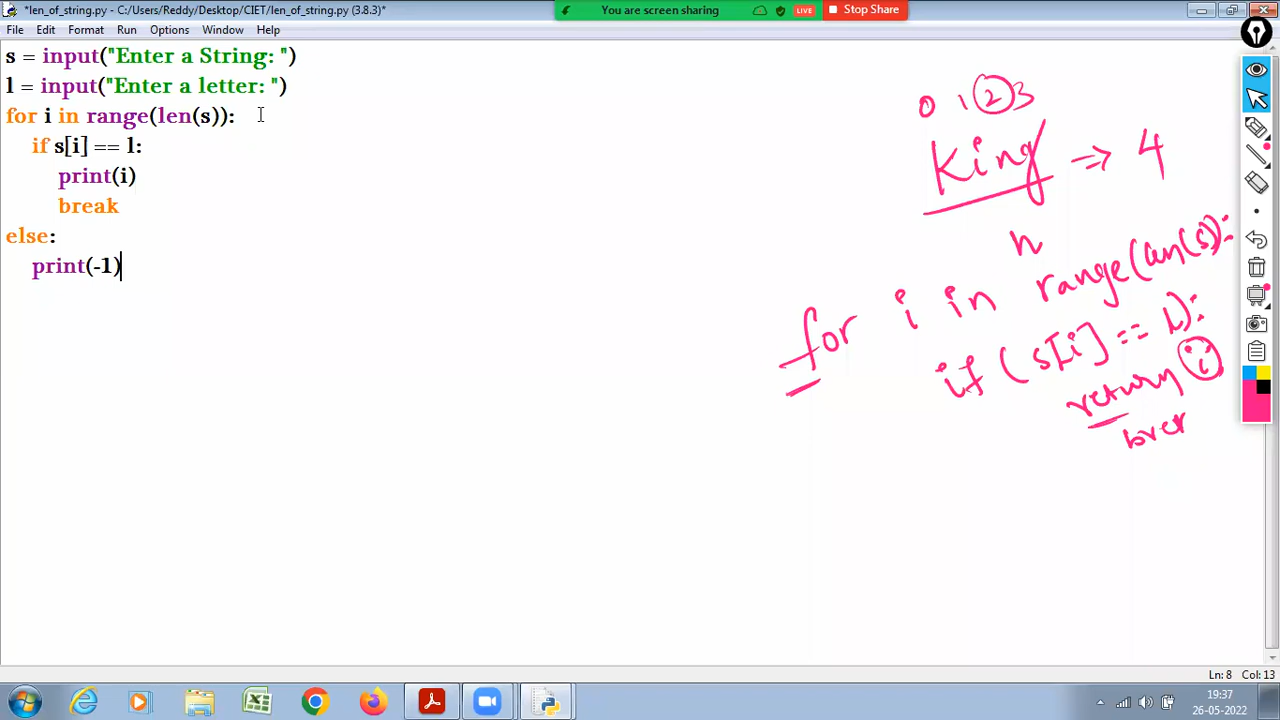 *len_of_string.py - C:/Users/Reddy/Desktop/CIET/len_of_string.py (3.8.3)*
You are screen sharing
LIVE
Stop Share
File Edit Format Run Options Window Help
s = input("Enter a String: ")
l = input("Enter a letter: ")
for i in range(len(s)):
if s[i] == l:
print(i)
break
else:
print(-1)
0 1 2 3
King => 4
n
for i in range(len(s)):
if (s[i] == l):
return i
Ln: 8 Col: 13
19:37
26-05-2022